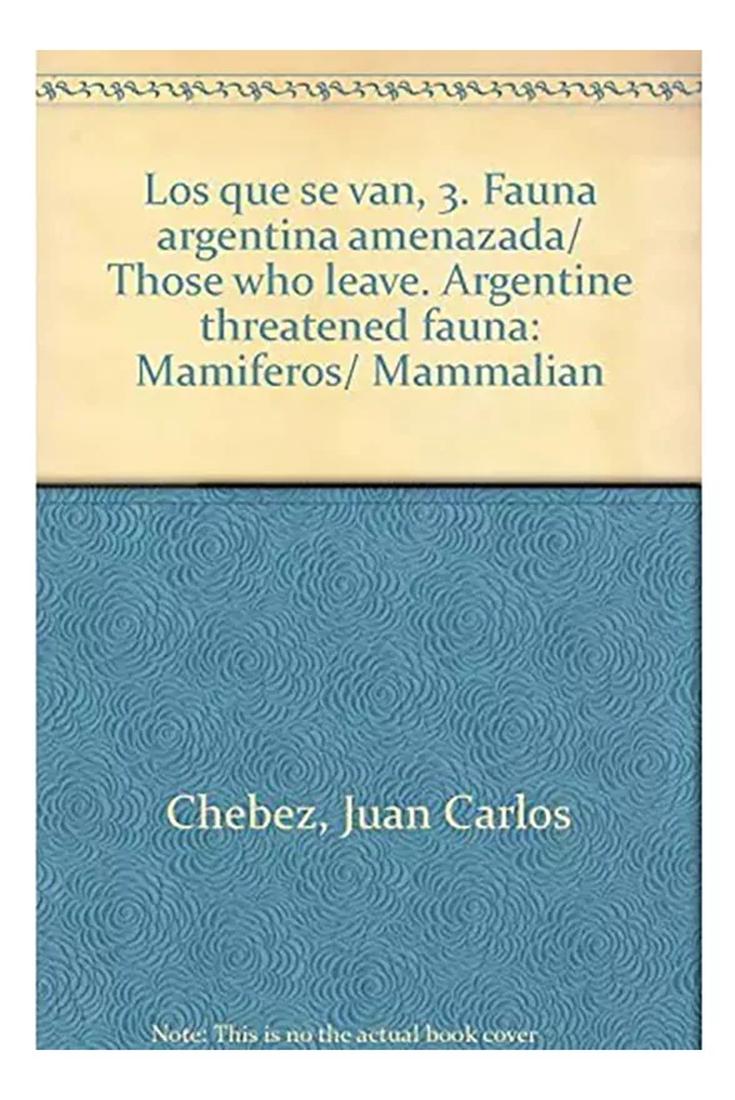 Los que se van, 3. Fauna
argentina amenazada/
Those who leave. Argentine
threatened fauna:
Mamiferos/ Mammalian
Chebez, Juan Carlos
Note: This is no the actual book cover